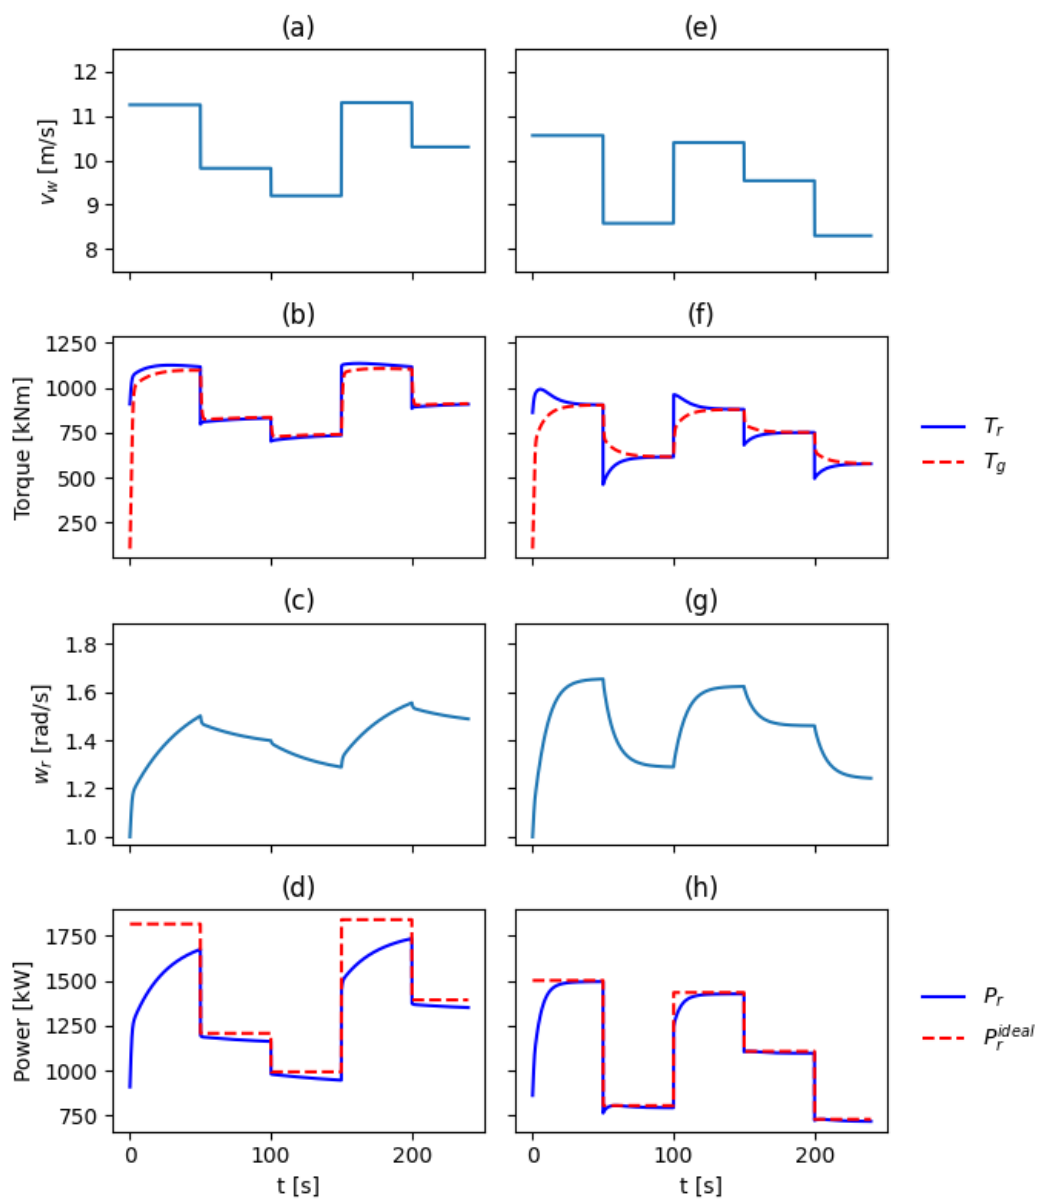 (a)
12
11
10
9
8
v_w [m/s]
(e)
(b)
1250
1000
750
500
250
Torque [kNm]
(f)
T_r
T_g
(c)
1.8
1.6
1.4
1.2
1.0
w_r [rad/s]
(g)
(d)
1750
1500
1250
1000
750
Power [kW]
0 100 200
t [s]
(h)
0 100 200
t [s]
P_r
P_r^{ideal}